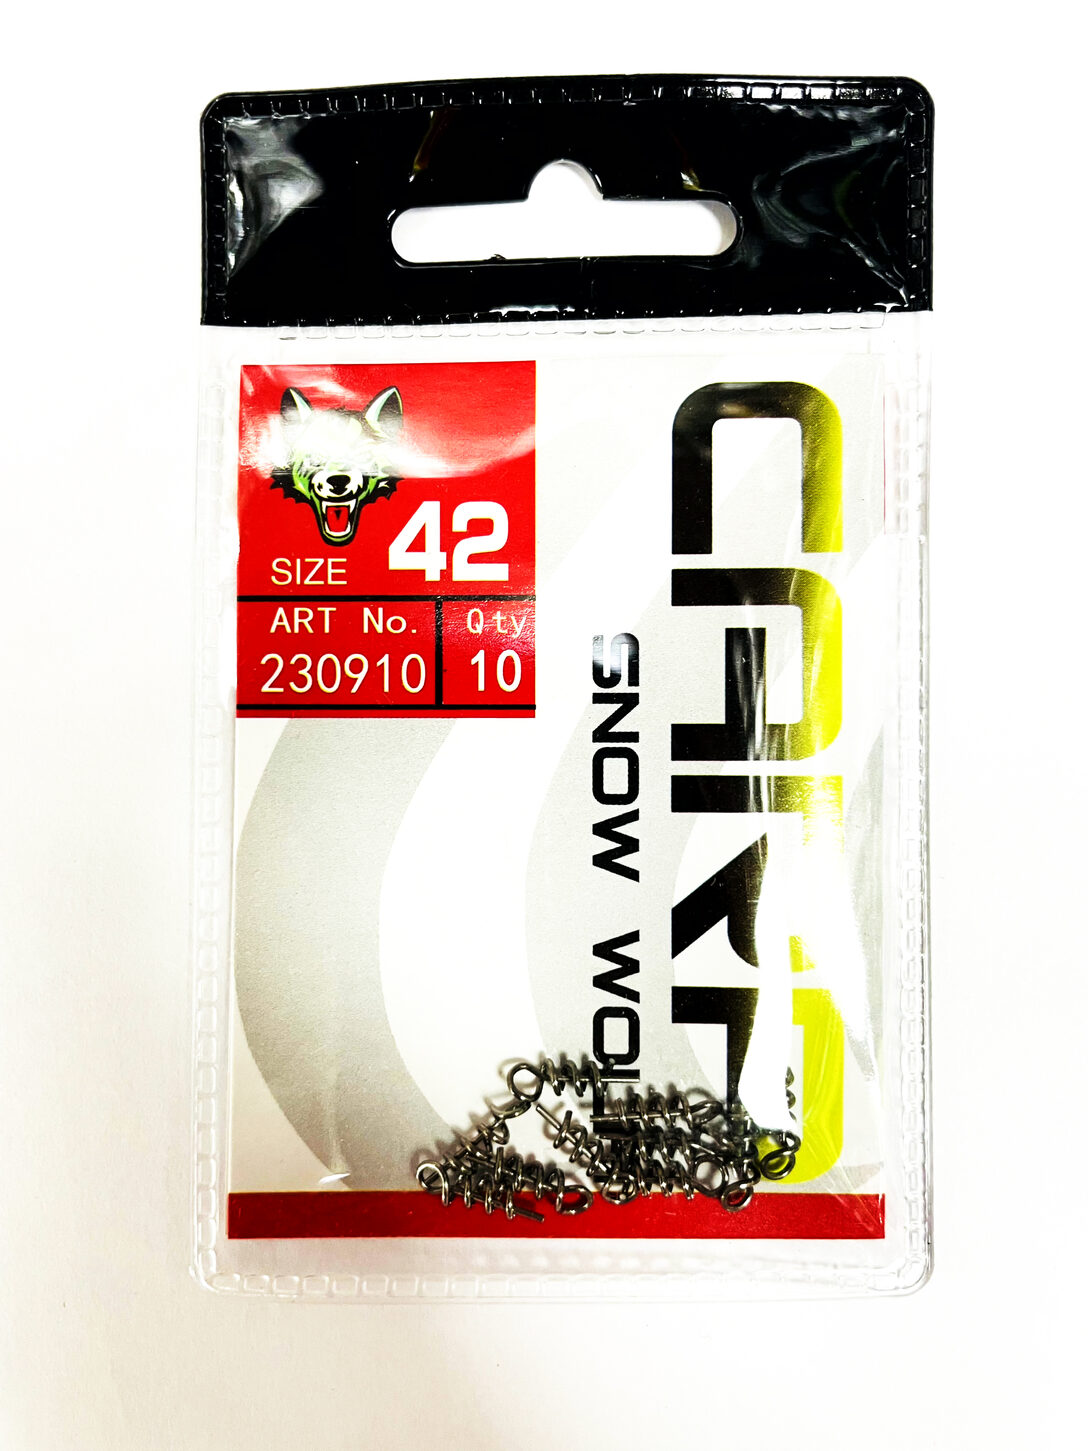 42
SIZE
ART No.
Qty
230910
10
CARP
SNOW WOLF